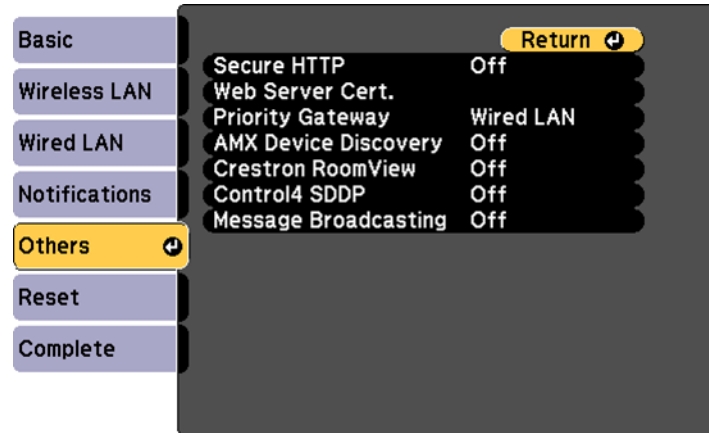 Basic
Wireless LAN
Wired LAN
Notifications
Others
Reset
Complete
Return
Secure HTTP Off
Web Server Cert.
Priority Gateway Wired LAN
AMX Device Discovery Off
Crestron RoomView Off
Control4 SDDP Off
Message Broadcasting Off